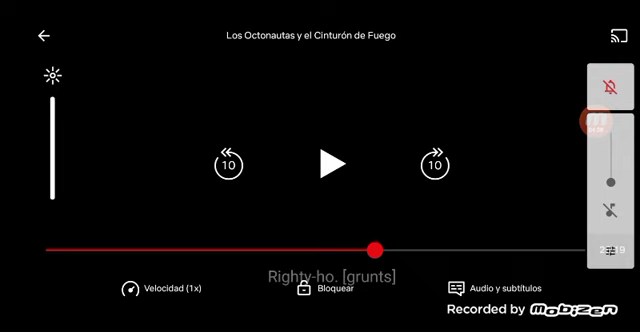 Los Octonautas y el Cinturón de Fuego
10
10
Righty-ho. [grunts]
Velocidad (1x)
Bloquear
Audio y subtítulos
Recorded by Mobizen